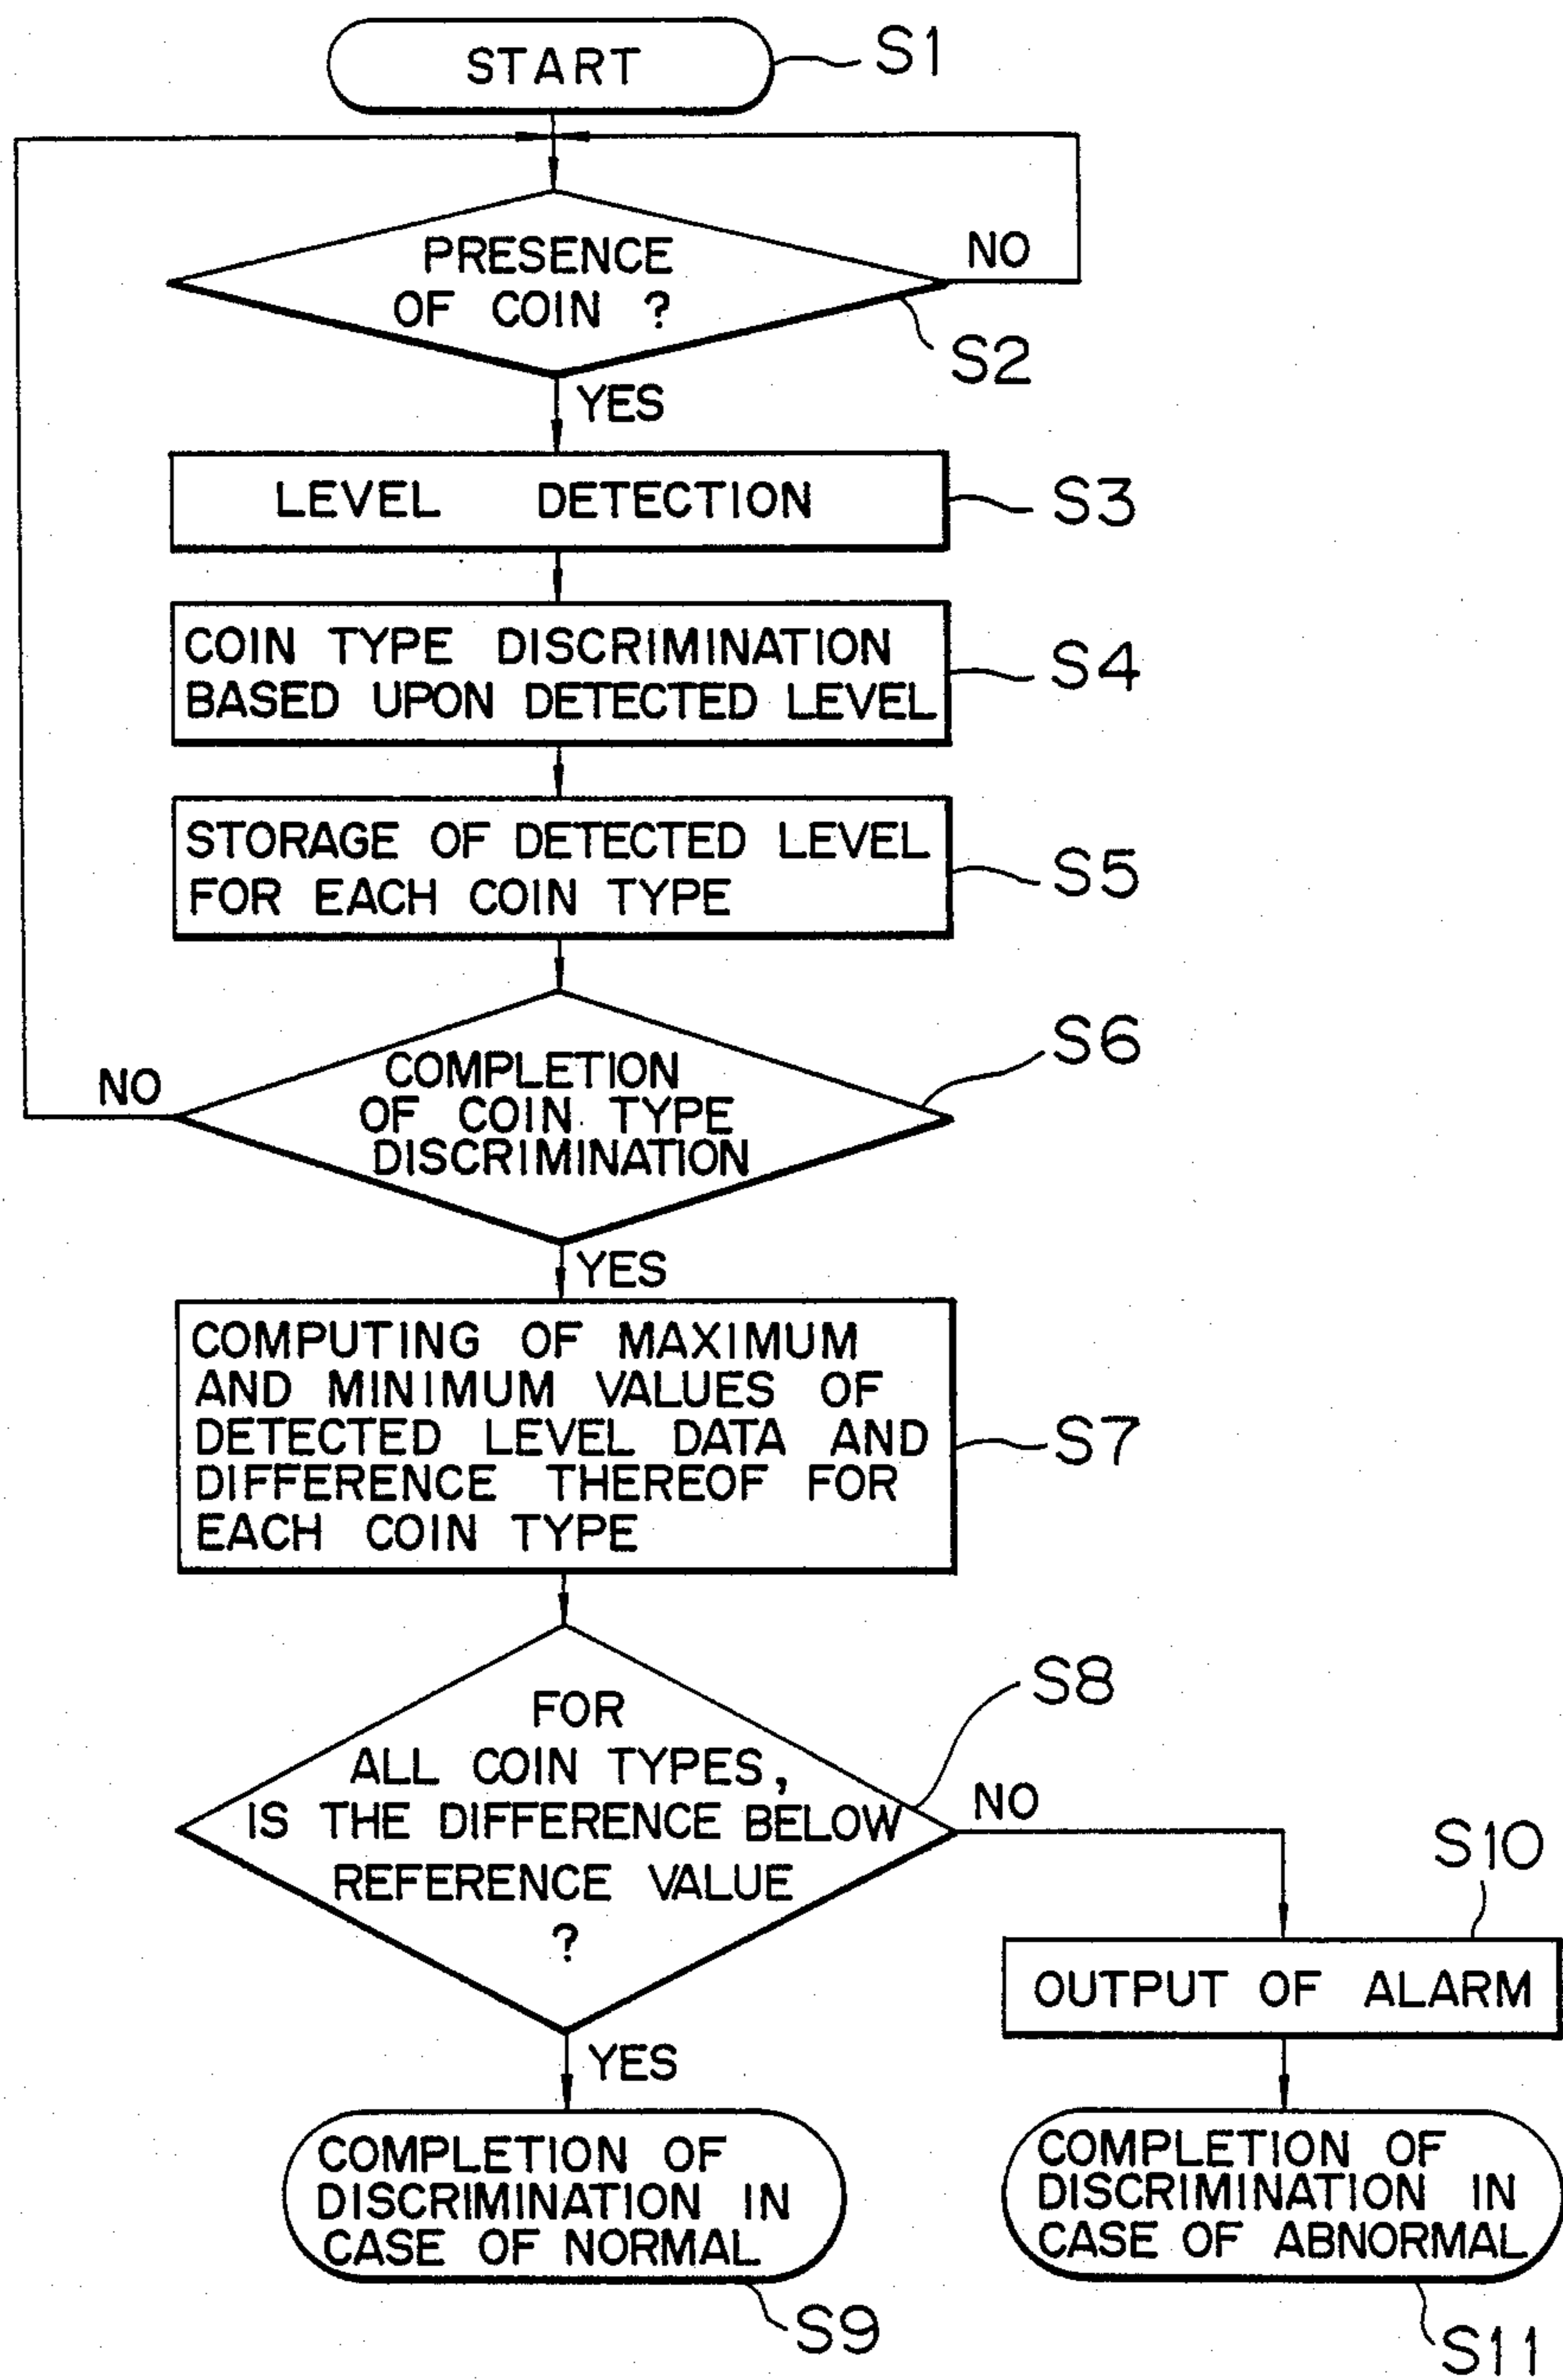 START
S1
PRESENCE
OF COIN ?
NO
S2
YES
LEVEL DETECTION
S3
COIN TYPE DISCRIMINATION
BASED UPON DETECTED LEVEL
S4
STORAGE OF DETECTED LEVEL
FOR EACH COIN TYPE
S5
COMPLETION
OF COIN TYPE
DISCRIMINATION
S6
NO
YES
COMPUTING OF MAXIMUM
AND MINIMUM VALUES OF
DETECTED LEVEL DATA AND
DIFFERENCE THEREOF FOR
EACH COIN TYPE
S7
FOR
ALL COIN TYPES,
IS THE DIFFERENCE BELOW
REFERENCE VALUE
?
S8
NO
YES
S10
OUTPUT OF ALARM
COMPLETION OF
DISCRIMINATION IN
CASE OF NORMAL
S9
COMPLETION OF
DISCRIMINATION IN
CASE OF ABNORMAL
S11